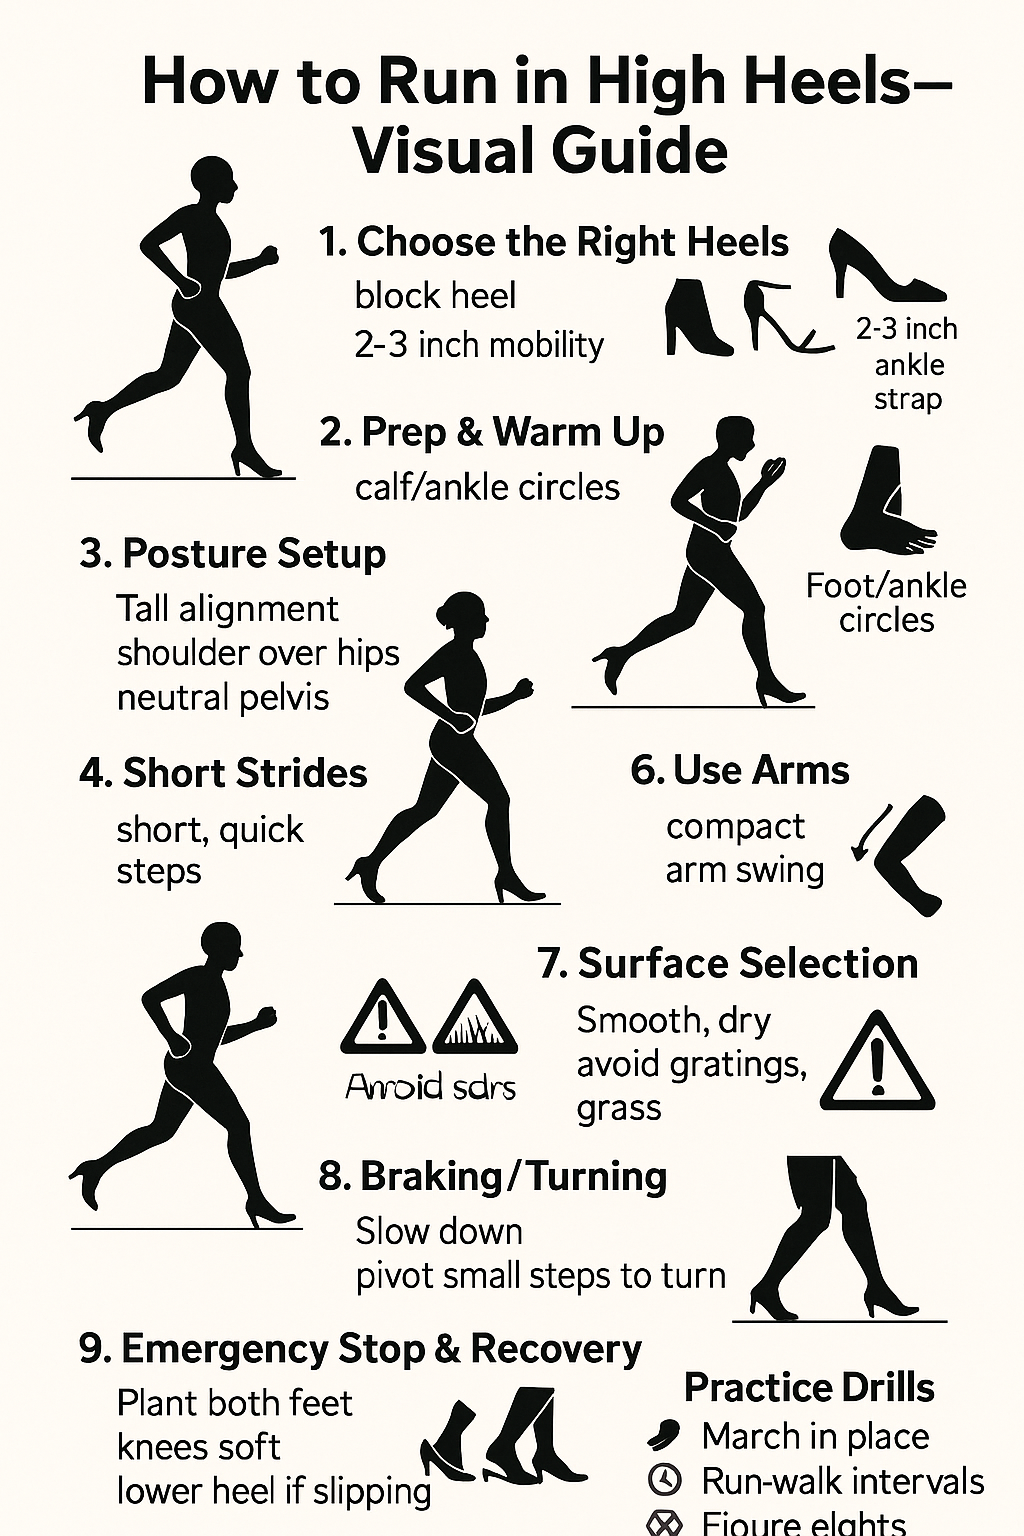 How to Run in High Heels—
Visual Guide
1. Choose the Right Heels
block heel
2-3 inch mobility
2-3 inch
ankle
strap
2. Prep & Warm Up
calf/ankle circles
Foot/ankle
circles
3. Posture Setup
Tall alignment
shoulder over hips
neutral pelvis
4. Short Strides
short, quick
steps
6. Use Arms
compact
arm swing
7. Surface Selection
Smooth, dry
avoid gratings,
grass
Anroid sdrs
8. Braking/Turning
Slow down
pivot small steps to turn
9. Emergency Stop & Recovery
Plant both feet
knees soft
lower heel if slipping
Practice Drills
March in place
Run-walk intervals
Fioure elghts